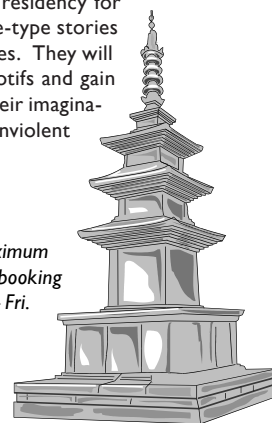 residency for
e-type stories
es. They will
otifs and gain
eir imagina-
nviolent
ximum
booking
Fri.